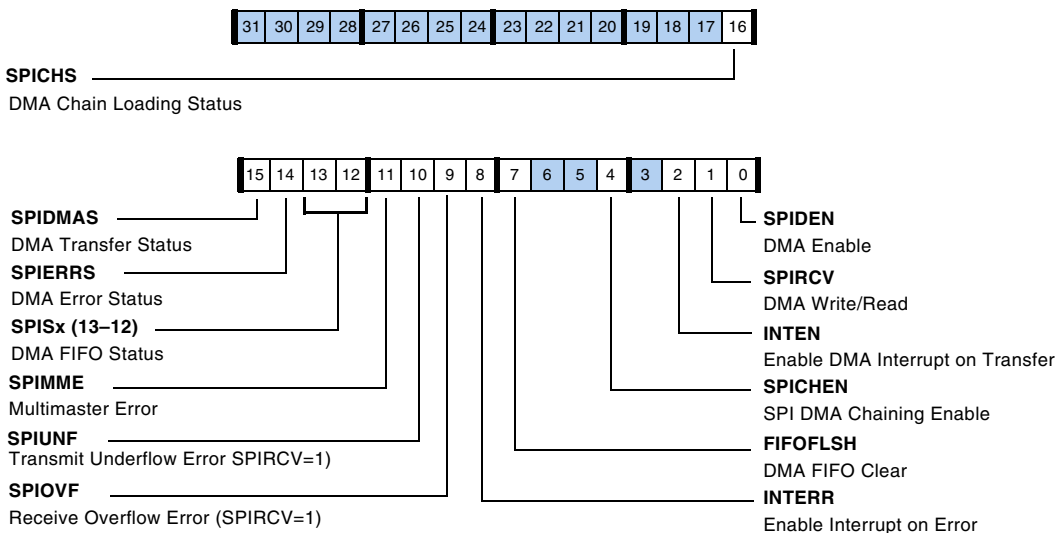 31 30 29 28 27 26 25 24 23 22 21 20 19 18 17 16
SPICHS
DMA Chain Loading Status
15 14 13 12 11 10 9 8 7 6 5 4 3 2 1 0
SPIDMAS
DMA Transfer Status
SPIERRS
DMA Error Status
SPISx (13–12)
DMA FIFO Status
SPIMME
Multimaster Error
SPIUNF
Transmit Underflow Error SPIRCV=1)
SPIOVF
Receive Overflow Error (SPIRCV=1)
SPIDEN
DMA Enable
SPIRCV
DMA Write/Read
INTEN
Enable DMA Interrupt on Transfer
SPICHEN
SPI DMA Chaining Enable
FIFOFLSH
DMA FIFO Clear
INTERR
Enable Interrupt on Error